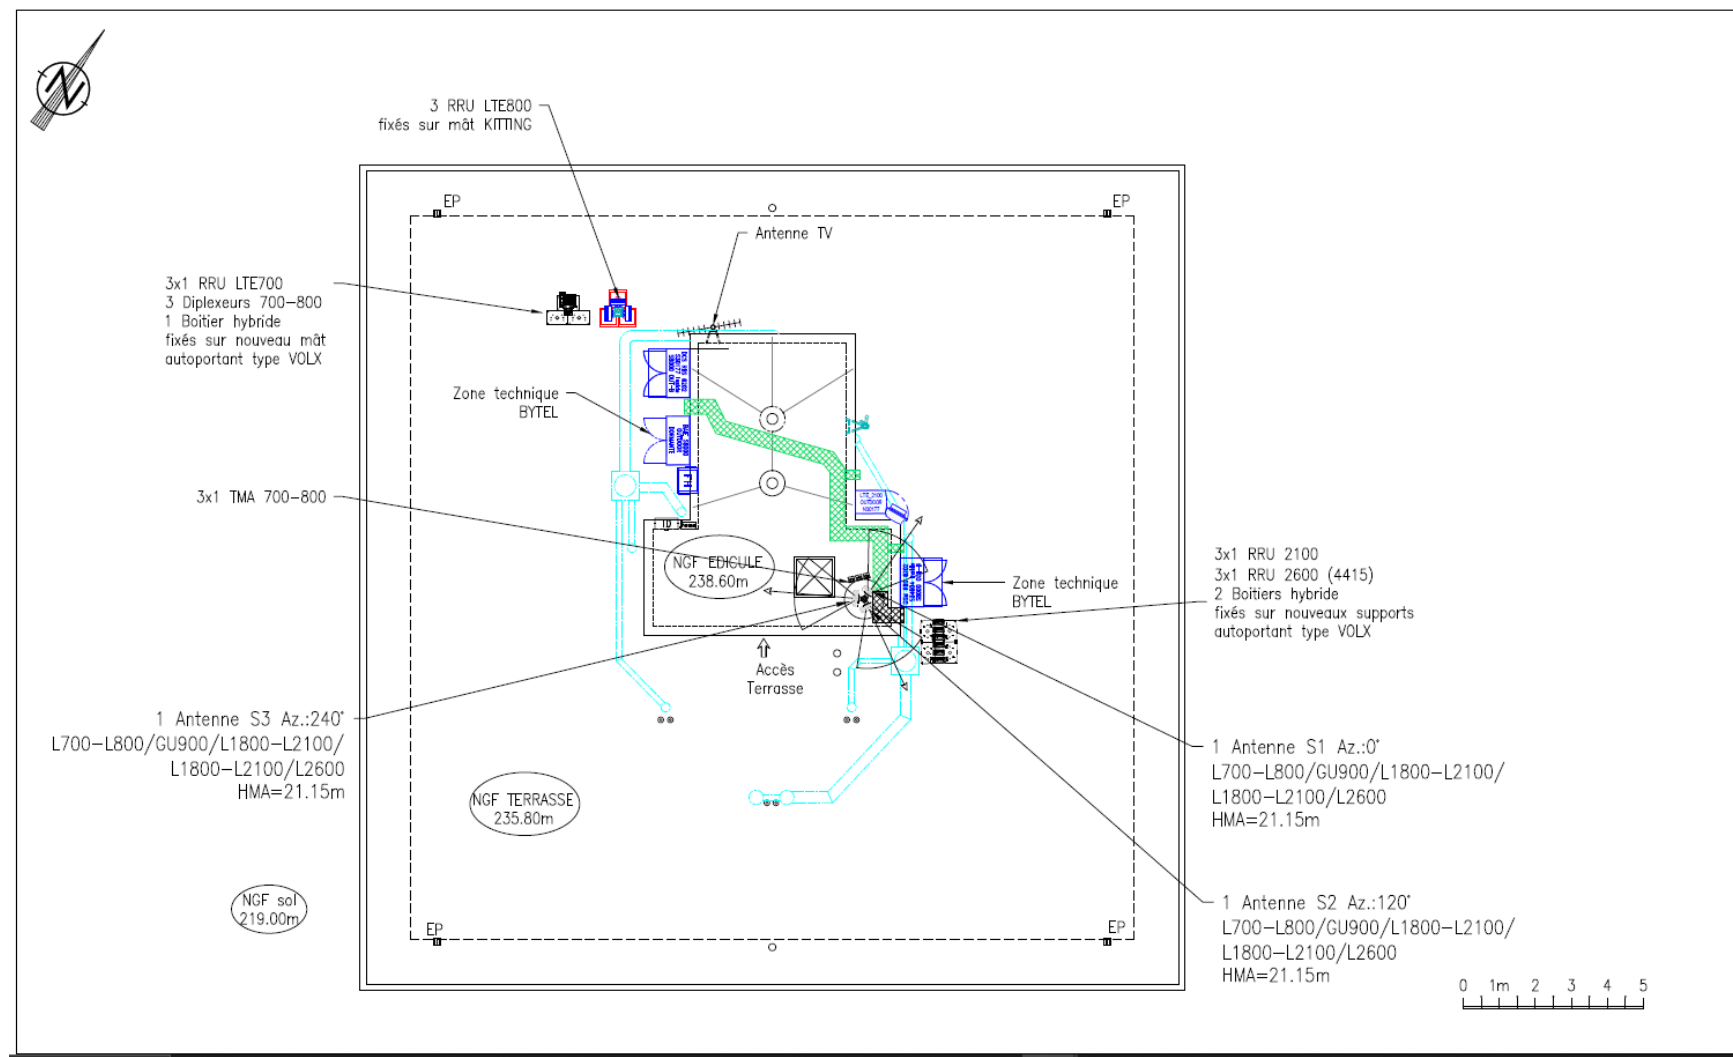 N
3 RRU LTE800
fixés sur mât KITTING
EP
EP
Antenne TV
3x1 RRU LTE700
3 Diplexeurs 700-800
1 Boitier hybride
fixés sur nouveau mât
autoportant type VOLX
Zone technique
BYTEL
3x1 TMA 700-800
LTE_2100
OUTDOOR
NGF EDICULE
238.60m
Zone technique
BYTEL
3x1 RRU 2100
3x1 RRU 2600 (4415)
2 Boitiers hybride
fixés sur nouveaux supports
autoportant type VOLX
Accès
Terrasse
1 Antenne S3 Az.:240°
L700-L800/GU900/L1800-L2100/
L1800-L2100/L2600
HMA=21.15m
1 Antenne S1 Az.:0°
L700-L800/GU900/L1800-L2100/
L1800-L2100/L2600
HMA=21.15m
NGF TERRASSE
235.80m
NGF sol
219.00m
1 Antenne S2 Az.:120°
L700-L800/GU900/L1800-L2100/
L1800-L2100/L2600
HMA=21.15m
EP
EP
0 1m 2 3 4 5